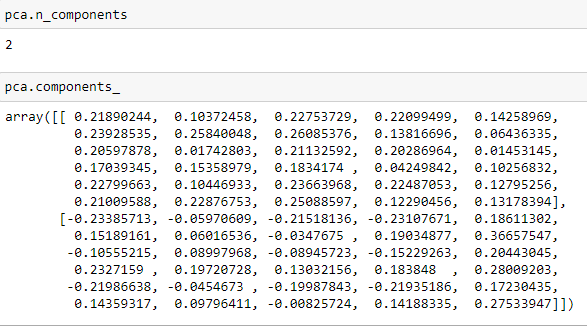 pca.n_components
2
pca.components_
array([[ 0.21890244,  0.10372458,  0.22753729,  0.22099499,  0.14258969,
         0.23928535,  0.25840048,  0.26085376,  0.13816696,  0.06436335,
         0.20597878,  0.01742803,  0.21132592,  0.20286964,  0.01453145,
         0.17039345,  0.15358979,  0.1834174 ,  0.04249842,  0.10256832,
         0.22799663,  0.10446933,  0.23663968,  0.22487053,  0.12795256,
         0.21009588,  0.22876753,  0.25088597,  0.12290456,  0.13178394],
       [-0.23385713, -0.05970609, -0.21518136, -0.23107671,  0.18611302,
         0.15189161,  0.06016536, -0.0347675 ,  0.19034877,  0.36657547,
        -0.10555215,  0.08997968, -0.08945723, -0.15229263,  0.20443045,
         0.2327159 ,  0.19720728,  0.13032156,  0.183848  ,  0.28009203,
        -0.21986638, -0.0454673 , -0.19987843, -0.21935186,  0.17230435,
         0.14359317,  0.09796411, -0.00825724,  0.14188335,  0.27533947]])